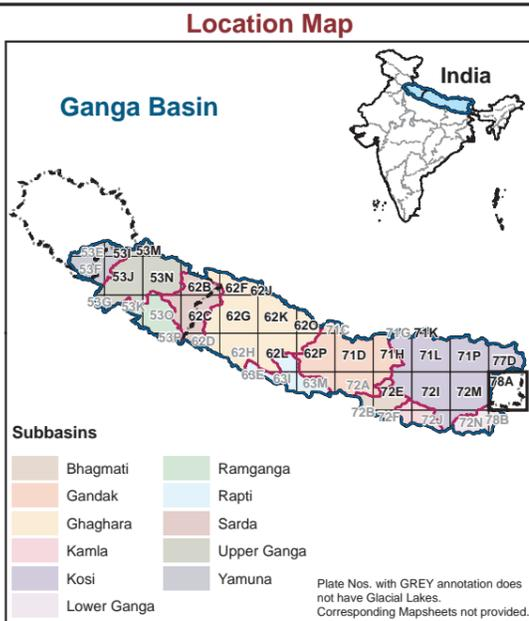 Location Map
India
Ganga Basin
53E 53I 53M
53F 53J 53N 62B 62F 62J
53G 53K 53O 62C 62G 62K 62O 71C 71G 71K
53P 62D 62H 62L 62P 71D 71H 71L 71P 77D
63E 63I 63M 72A 72E 72I 72M 78A
72B 72F 72J 72N 78B
Subbasins
Bhagmati Ramganga
Gandak Rapti
Ghaghara Sarda
Kamla Upper Ganga
Kosi Yamuna
Lower Ganga
Plate Nos. with GREY annotation does
not have Glacial Lakes.
Corresponding Mapsheets not provided.